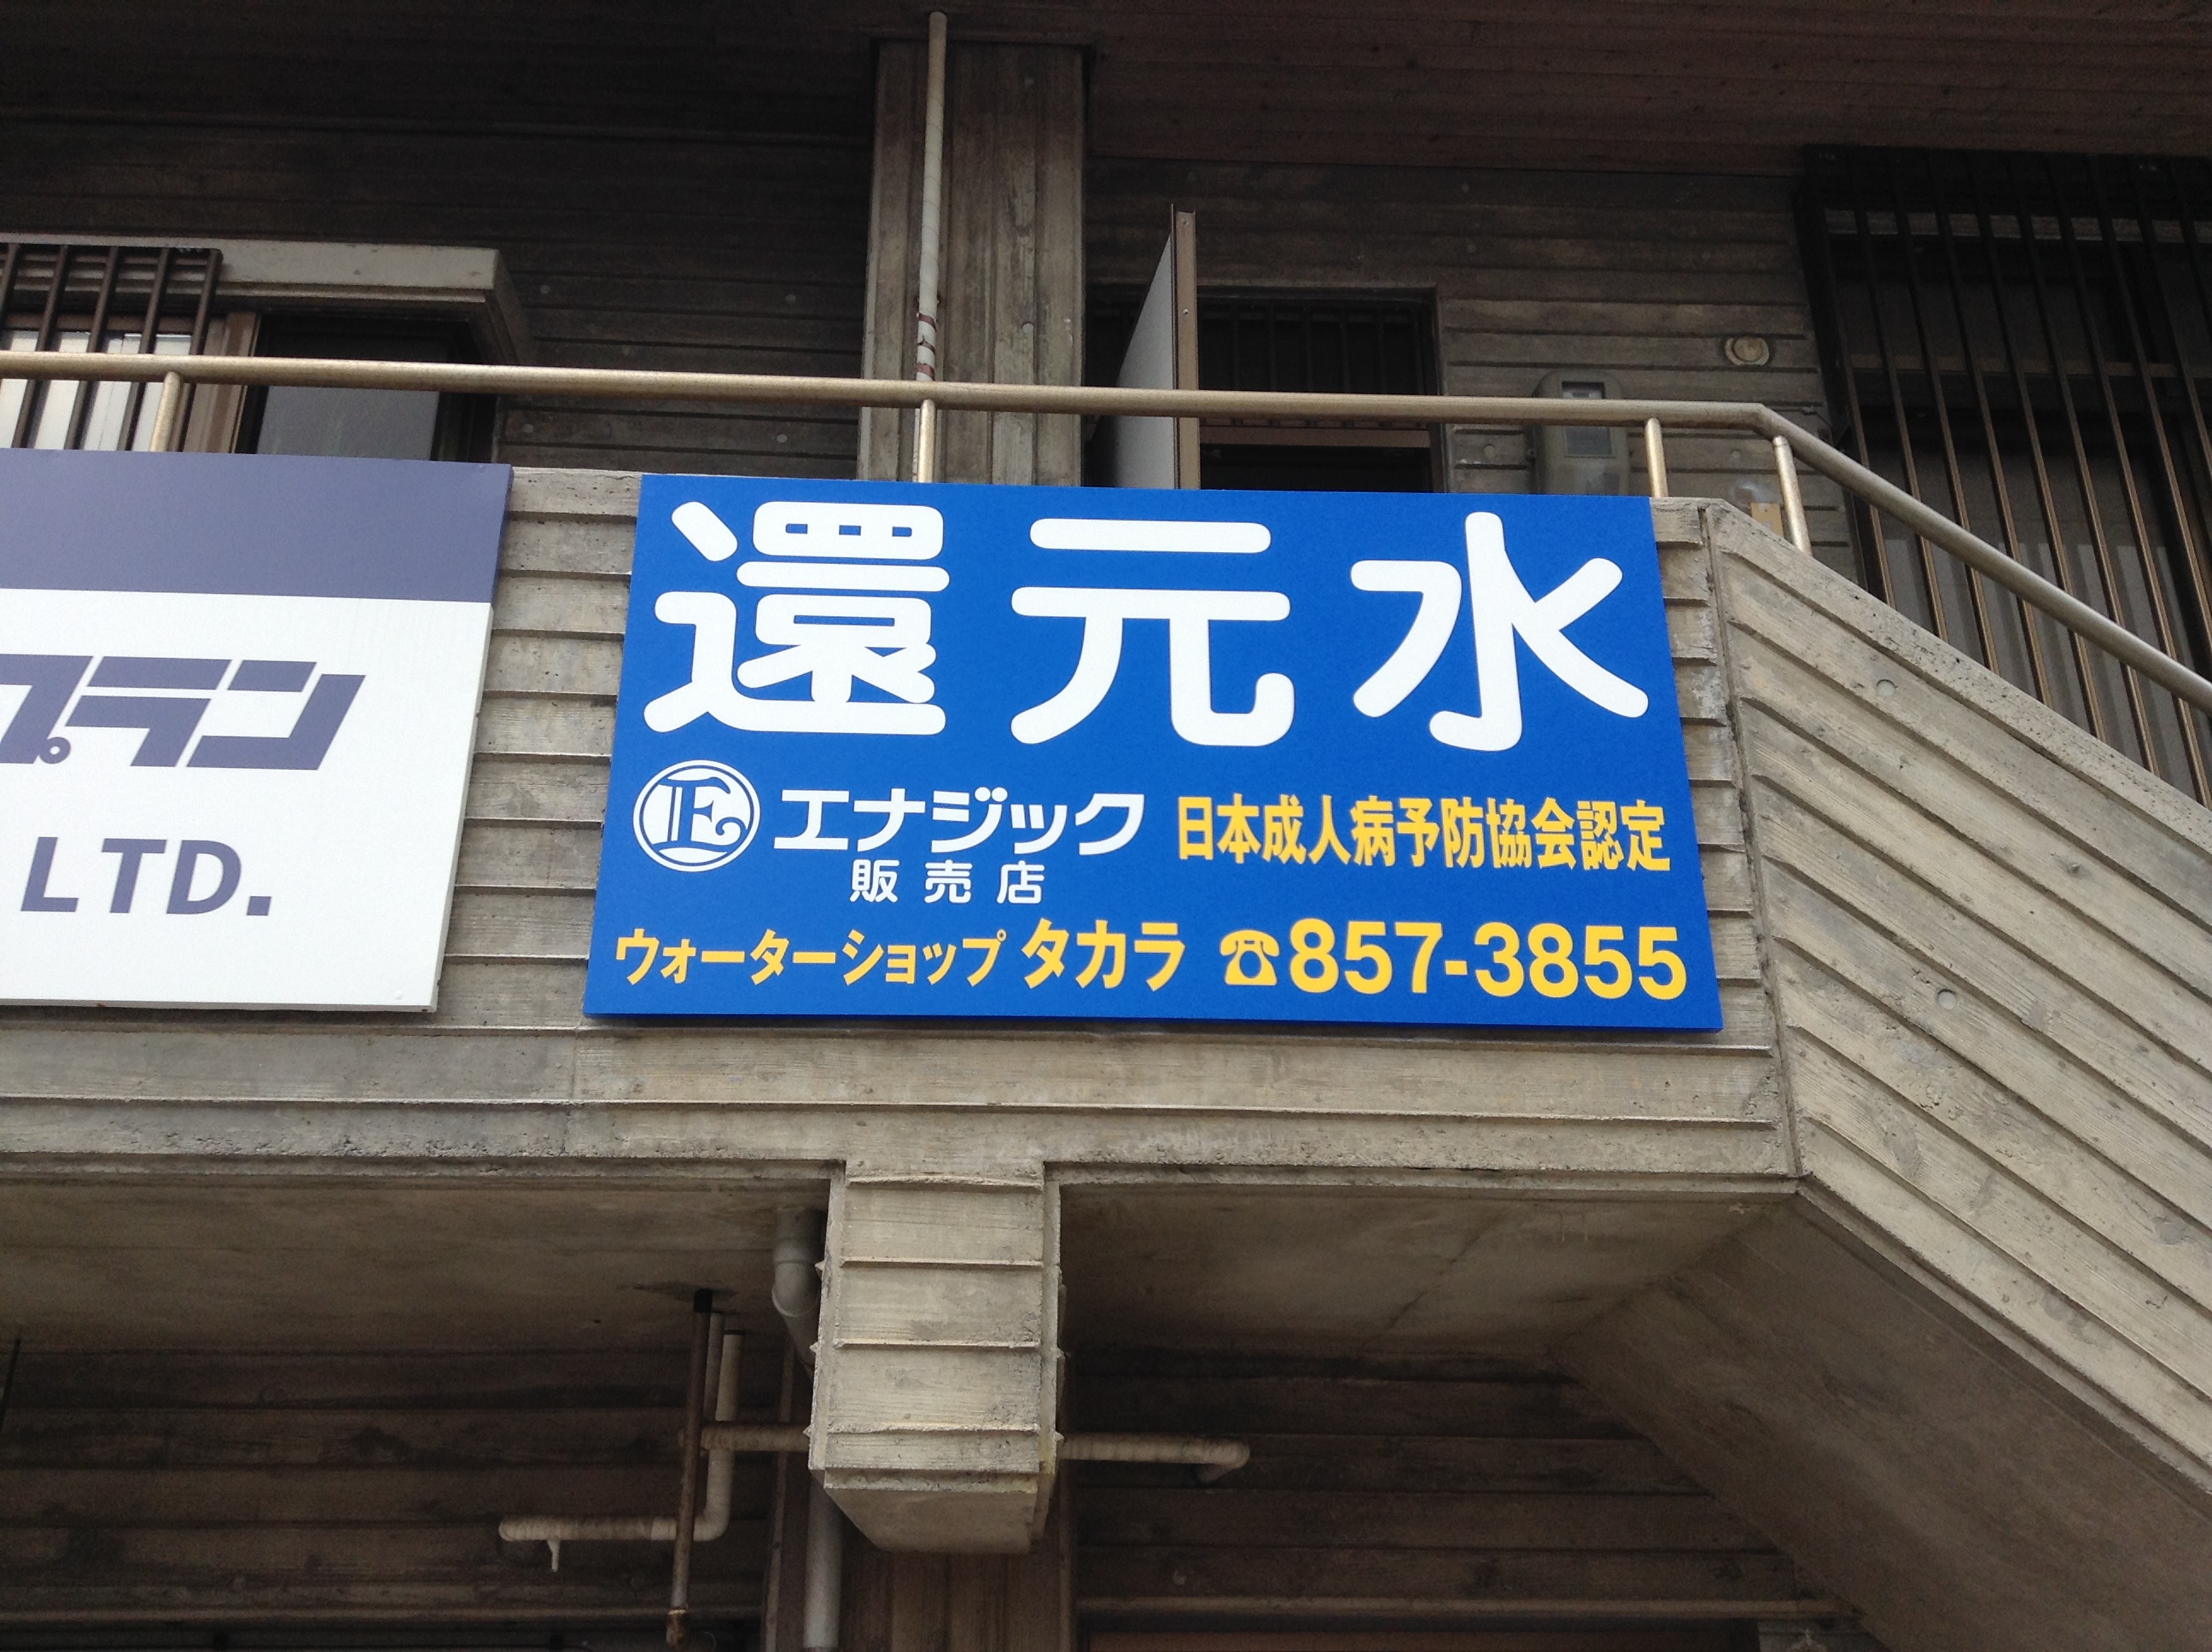 プラン
LTD.
還元水
E エナジック
販売店
日本成人病予防協会認定
ウォーターショップ タカラ ☎857-3855